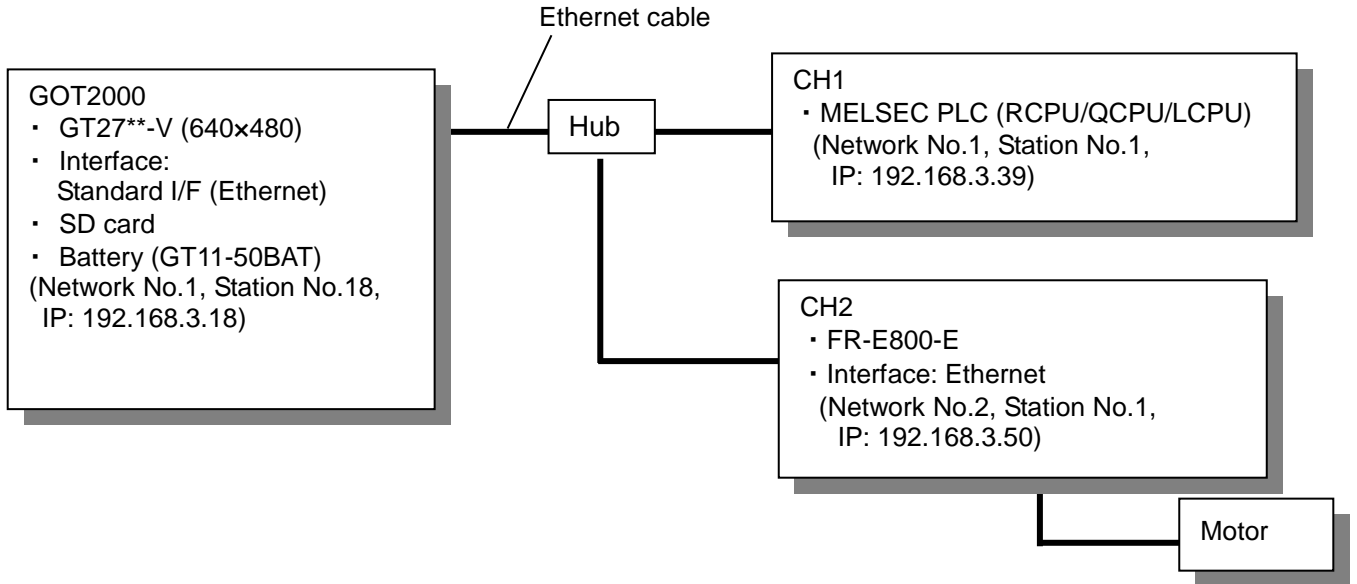 Ethernet cable
GOT2000
・ GT27**-V (640×480)
・ Interface:
Standard I/F (Ethernet)
・ SD card
・ Battery (GT11-50BAT)
(Network No.1, Station No.18,
IP: 192.168.3.18)
Hub
CH1
・MELSEC PLC (RCPU/QCPU/LCPU)
(Network No.1, Station No.1,
IP: 192.168.3.39)
CH2
・FR-E800-E
・Interface: Ethernet
(Network No.2, Station No.1,
IP: 192.168.3.50)
Motor